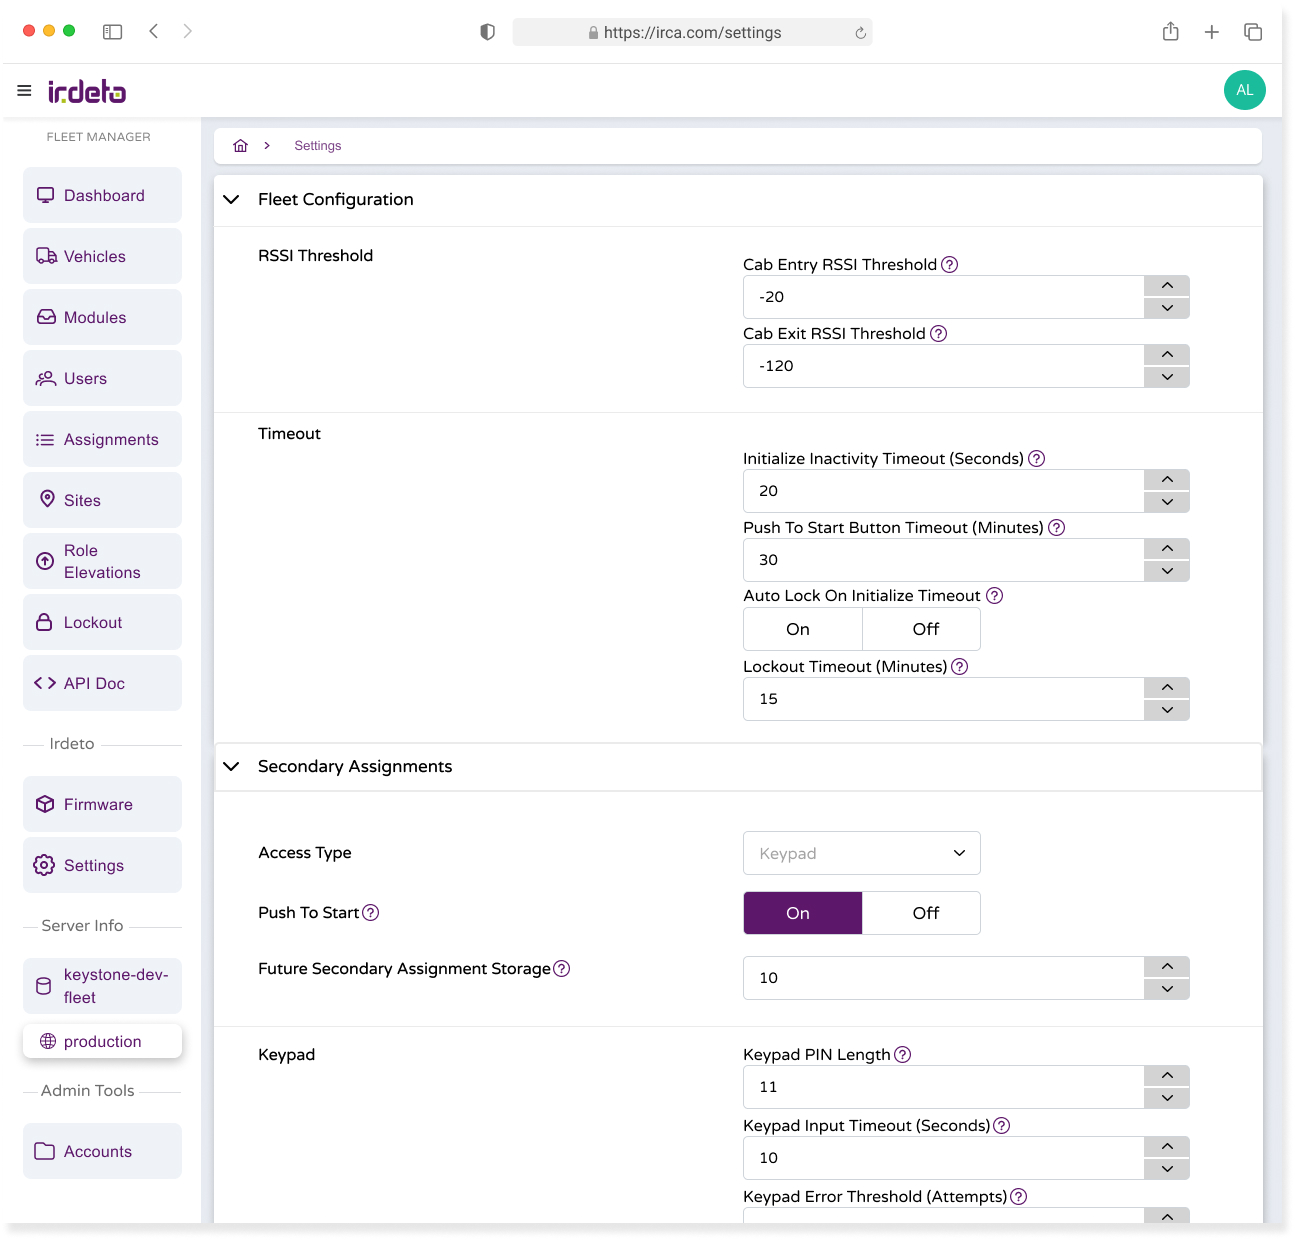 https://irca.com/settings
irdeto
AL
FLEET MANAGER
Dashboard
Vehicles
Modules
Users
Assignments
Sites
Role
Elevations
Lockout
API Doc
Irdeto
Firmware
Settings
Server Info
keystone-dev-
fleet
production
Admin Tools
Accounts
Settings
Fleet Configuration
RSSI Threshold
Cab Entry RSSI Threshold ?
-20
Cab Exit RSSI Threshold ?
-120
Timeout
Initialize Inactivity Timeout (Seconds) ?
20
Push To Start Button Timeout (Minutes) ?
30
Auto Lock On Initialize Timeout ?
On Off
Lockout Timeout (Minutes) ?
15
Secondary Assignments
Access Type
Keypad
Push To Start ?
On Off
Future Secondary Assignment Storage ?
10
Keypad
Keypad PIN Length ?
11
Keypad Input Timeout (Seconds) ?
10
Keypad Error Threshold (Attempts) ?